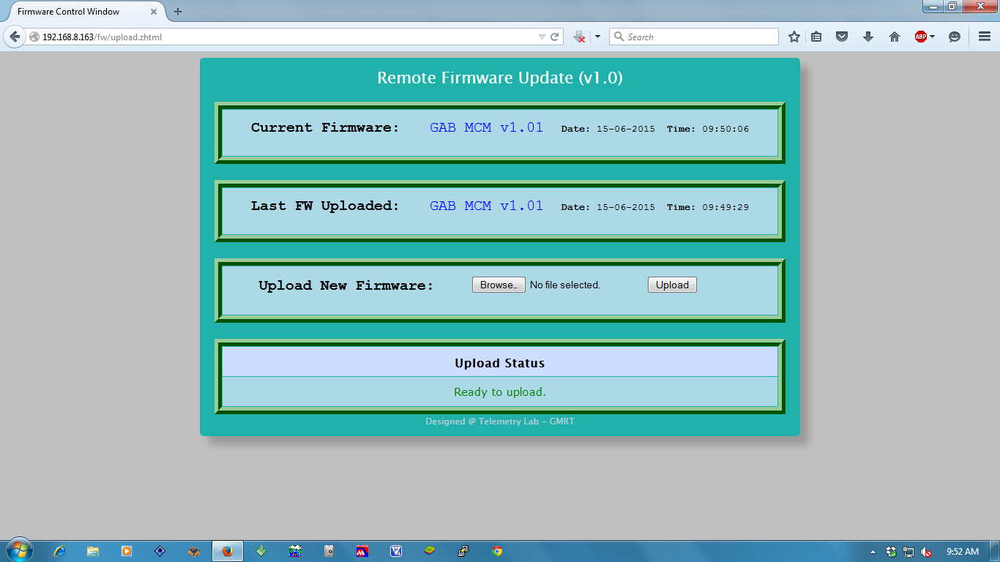 Firmware Control Window
192.168.8.163/fw/upload.zhtml
Search
ABP
Remote Firmware Update (v1.0)
Current Firmware: GAB MCM v1.01 Date: 15-06-2015 Time: 09:50:06
Last FW Uploaded: GAB MCM v1.01 Date: 15-06-2015 Time: 09:49:29
Upload New Firmware: Browse… No file selected. Upload
Upload Status
Ready to upload.
Designed @ Telemetry Lab - GMRT
9:52 AM